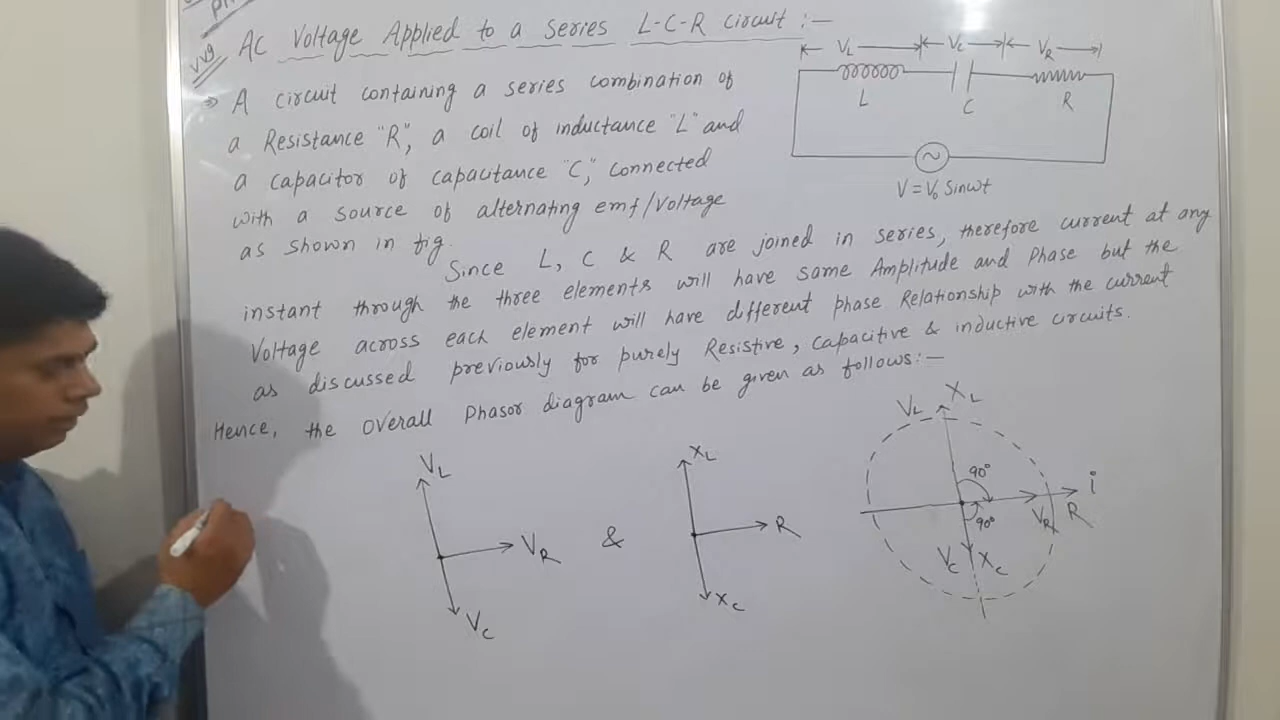 AC Voltage Applied to a Series L-C-R Circuit :-
VVg
→ A circuit containing a series combination of
a Resistance "R", a coil of inductance "L" and
a capacitor of capacitance "C", connected
with a source of alternating emf/Voltage
as shown in fig.
VL VC VR
L C R
V = V₀ Sinωt
Since L, C & R are joined in series, therefore current at any
instant through the three elements will have same Amplitude and Phase but the
Voltage across each element will have different phase Relationship with the current
as discussed previously for purely Resistive, capacitive & inductive circuits.
Hence, the overall Phasor diagram can be given as follows:-
VL
VR
VC
&
XL
R
XC
VL XL
90°
i
VR R
90°
VC XC